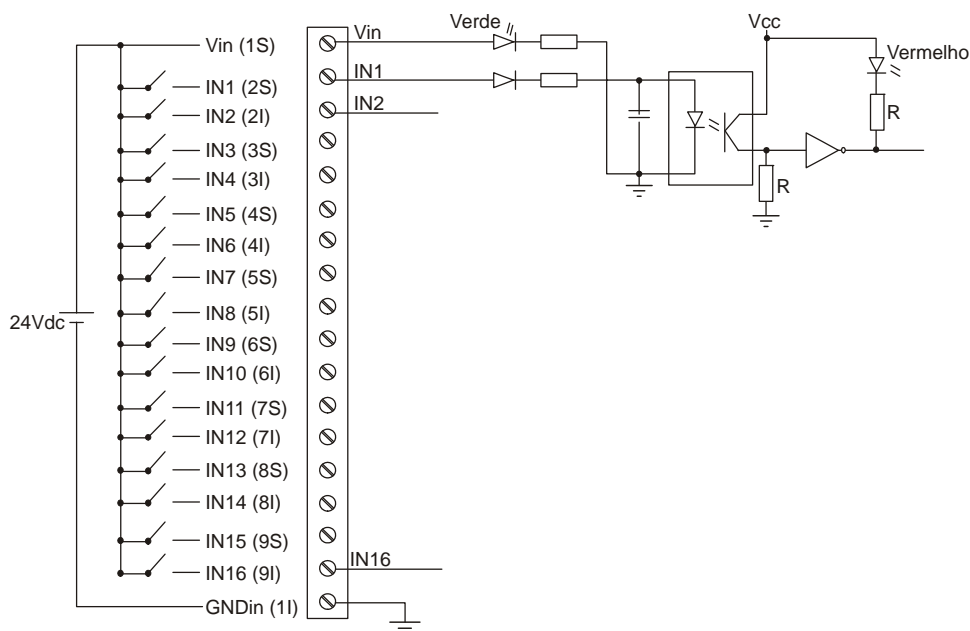 Vin (1S)
IN1 (2S)
IN2 (2I)
IN3 (3S)
IN4 (3I)
IN5 (4S)
IN6 (4I)
IN7 (5S)
IN8 (5I)
IN9 (6S)
IN10 (6I)
IN11 (7S)
IN12 (7I)
IN13 (8S)
IN14 (8I)
IN15 (9S)
IN16 (9I)
GNDin (1I)
24Vdc
Vin
IN1
IN2
IN16
Verde
Vcc
Vermelho
R
R